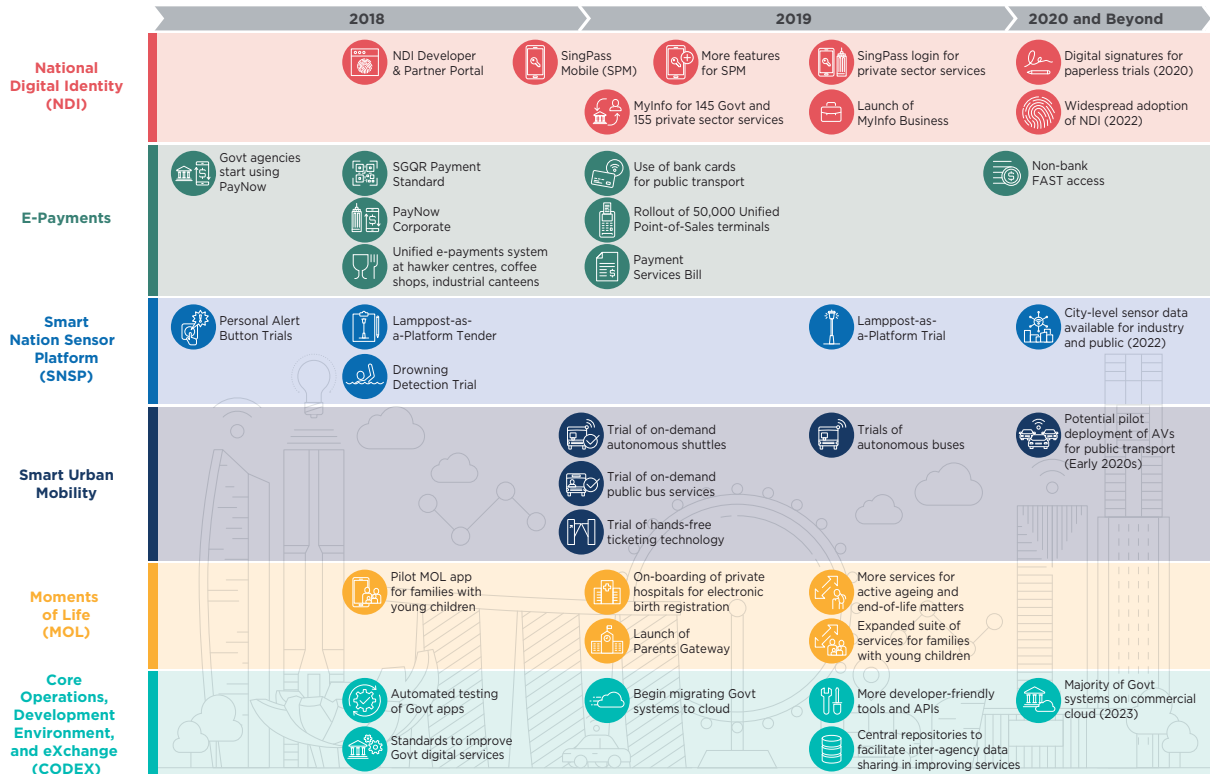 2018
2019
2020 and Beyond
National
Digital Identity
(NDI)
NDI Developer
& Partner Portal
SingPass
Mobile (SPM)
More features
for SPM
SingPass login for
private sector services
Digital signatures for
paperless trials (2020)
MyInfo for 145 Govt and
155 private sector services
Launch of
MyInfo Business
Widespread adoption
of NDI (2022)
E-Payments
Govt agencies
start using
PayNow
SGQR Payment
Standard
Use of bank cards
for public transport
Non-bank
FAST access
PayNow
Corporate
Rollout of 50,000 Unified
Point-of-Sales terminals
Unified e-payments system
at hawker centres, coffee
shops, industrial canteens
Payment
Services Bill
Smart
Nation Sensor
Platform
(SNSP)
Personal Alert
Button Trials
Lamppost-as-
a-Platform Tender
Lamppost-as-
a-Platform Trial
City-level sensor data
available for industry
and public (2022)
Drowning
Detection Trial
Smart Urban
Mobility
Trial of on-demand
autonomous shuttles
Trials of
autonomous buses
Potential pilot
deployment of AVs
for public transport
(Early 2020s)
Trial of on-demand
public bus services
Trial of hands-free
ticketing technology
Moments
of Life
(MOL)
Pilot MOL app
for families with
young children
On-boarding of private
hospitals for electronic
birth registration
More services for
active ageing and
end-of-life matters
Launch of
Parents Gateway
Expanded suite of
services for families
with young children
Core
Operations,
Development
Environment,
and eXchange
(CODEX)
Automated testing
of Govt apps
Begin migrating Govt
systems to cloud
More developer-friendly
tools and APIs
Majority of Govt
systems on commercial
cloud (2023)
Standards to improve
Govt digital services
Central repositories to
facilitate inter-agency data
sharing in improving services